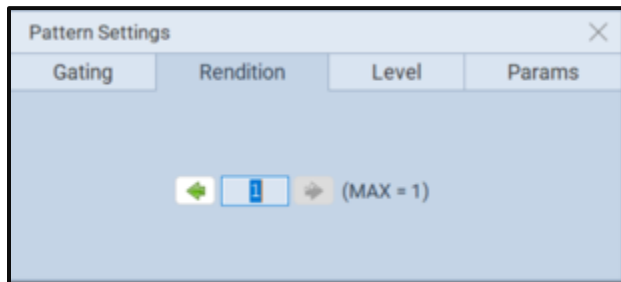 Pattern Settings
Gating Rendition Level Params
1 (MAX = 1)